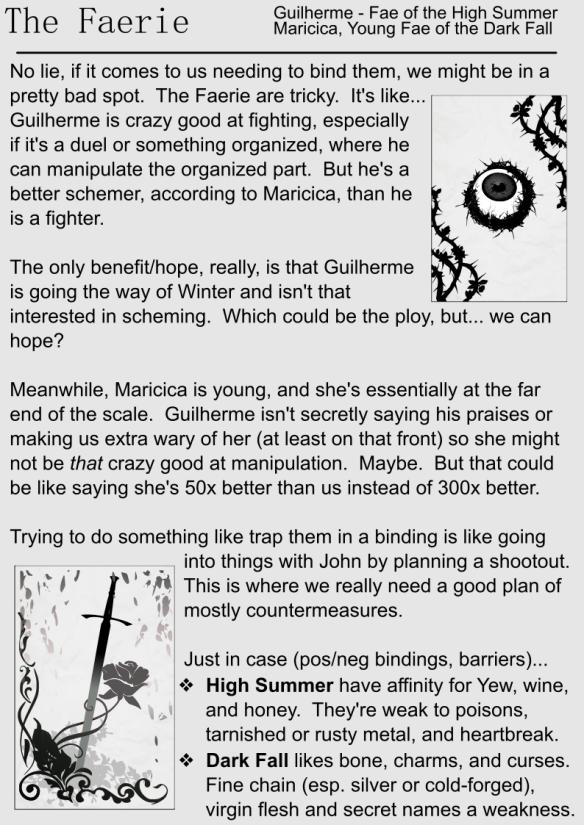 The Faerie
Guilherme - Fae of the High Summer
Maricica, Young Fae of the Dark Fall
No lie, if it comes to us needing to bind them, we might be in a
pretty bad spot.  The Faerie are tricky.  It's like...
Guilherme is crazy good at fighting, especially
if it's a duel or something organized, where he
can manipulate the organized part.  But he's a
better schemer, according to Maricica, than he
is a fighter.
The only benefit/hope, really, is that Guilherme
is going the way of Winter and isn't that
interested in scheming.  Which could be the ploy, but... we can
hope?
Meanwhile, Maricica is young, and she's essentially at the far
end of the scale.  Guilherme isn't secretly saying his praises or
making us extra wary of her (at least on that front) so she might
not be that crazy good at manipulation.  Maybe.  But that could
be like saying she's 50x better than us instead of 300x better.
Trying to do something like trap them in a binding is like going
into things with John by planning a shootout.
This is where we really need a good plan of
mostly countermeasures.
Just in case (pos/neg bindings, barriers)...
❖ High Summer have affinity for Yew, wine,
and honey.  They're weak to poisons,
tarnished or rusty metal, and heartbreak.
❖ Dark Fall likes bone, charms, and curses.
Fine chain (esp. silver or cold-forged),
virgin flesh and secret names a weakness.